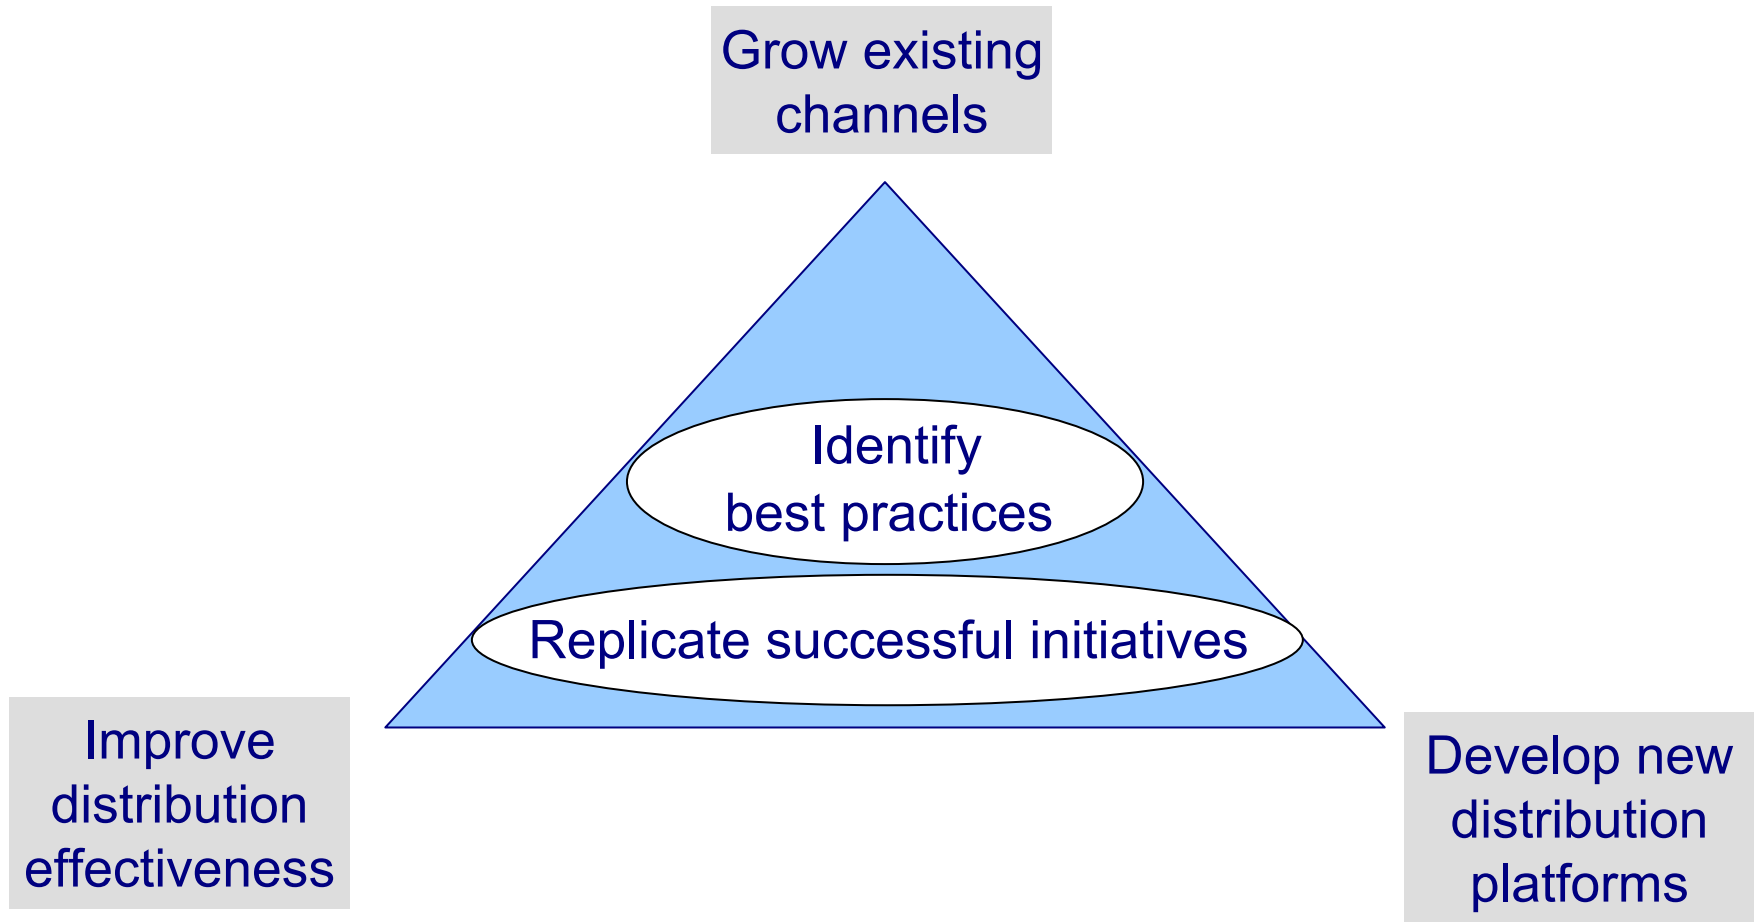 Grow existing
channels
Identify
best practices
Replicate successful initiatives
Improve
distribution
effectiveness
Develop new
distribution
platforms